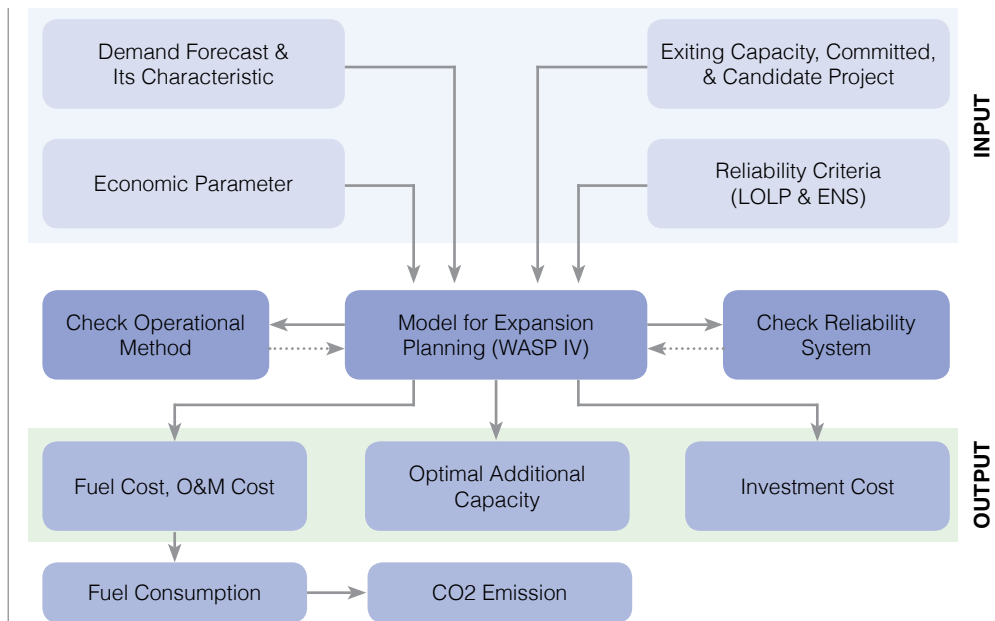 Demand Forecast &
Its Characteristic
Exiting Capacity, Committed,
& Candidate Project
INPUT
Economic Parameter
Reliability Criteria
(LOLP & ENS)
Check Operational
Method
Model for Expansion
Planning (WASP IV)
Check Reliability
System
Fuel Cost, O&M Cost
Optimal Additional
Capacity
Investment Cost
OUTPUT
Fuel Consumption
CO2 Emission